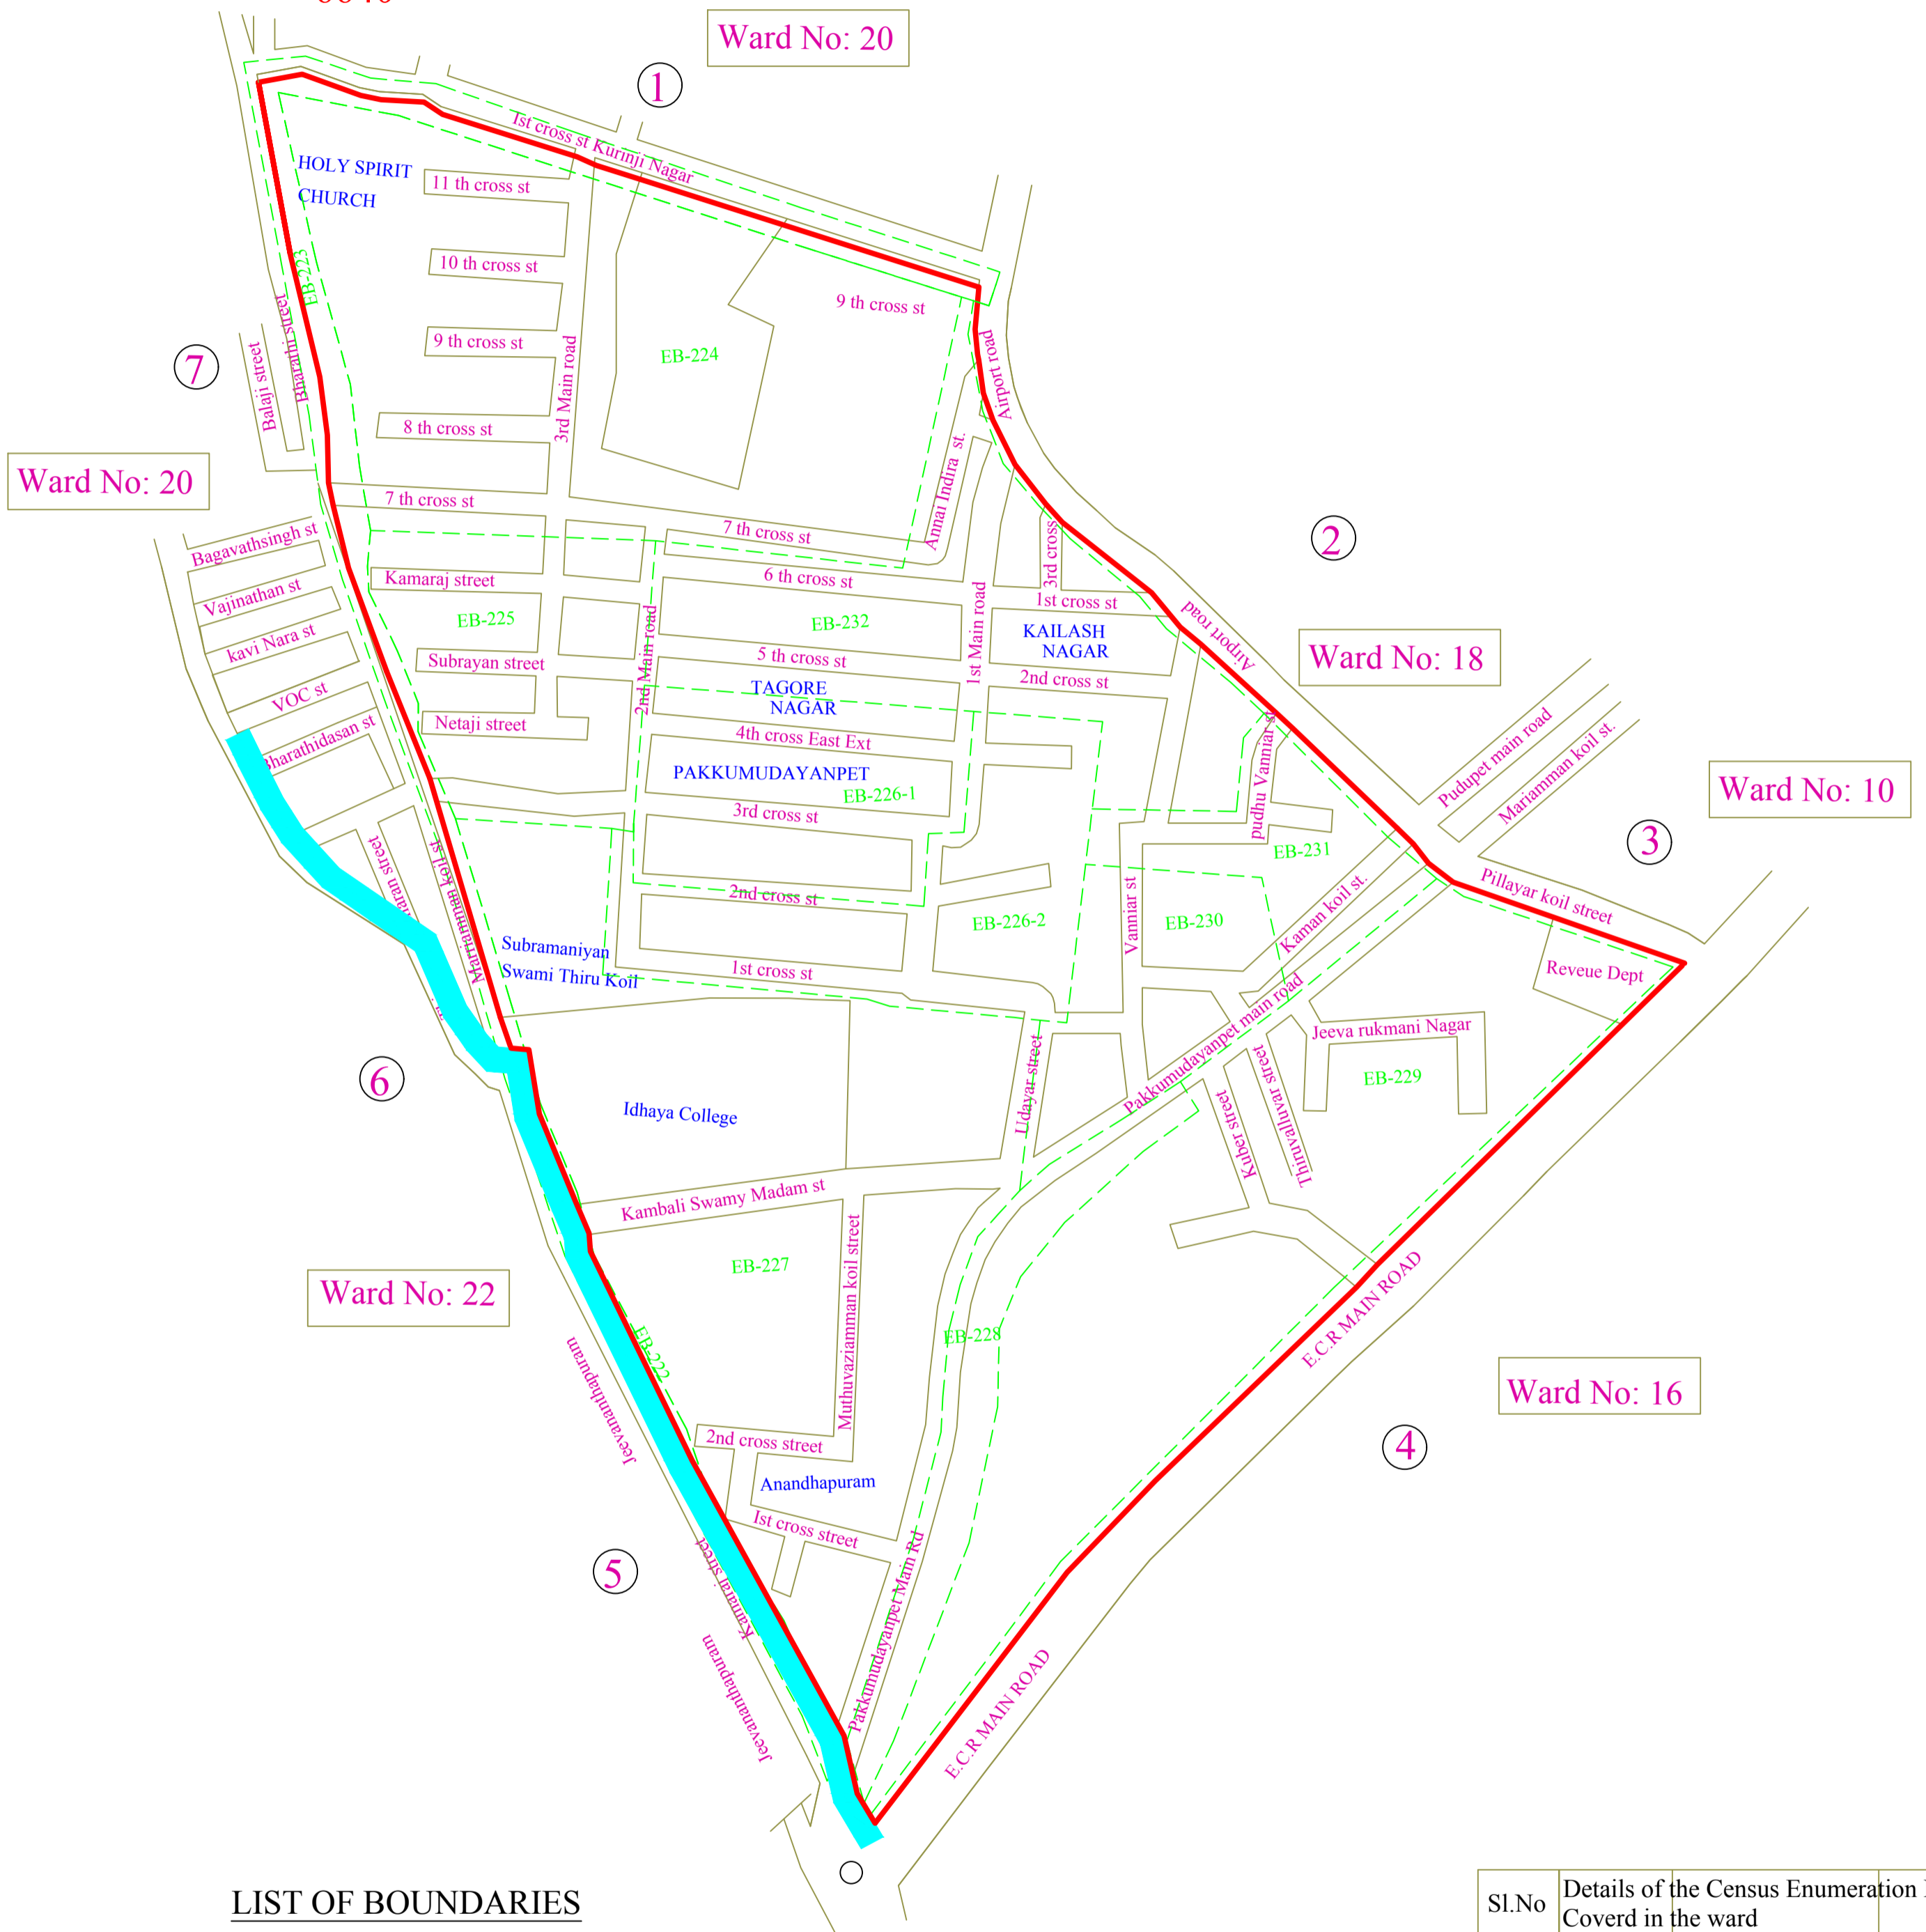 Ward No: 20
1
Ist cross st Kurinji Nagar
HOLY SPIRIT
CHURCH
11 th cross st
10 th cross st
9 th cross st
9 th cross st
EB-223
Bharathi street
Balaji street
7
3rd Main road
EB-224
Airport road
8 th cross st
Annai Indira st.
Ward No: 20
7 th cross st
7 th cross st
Bagavathsingh st
2
3rd cross
Kamaraj street
6 th cross st
Vajinathan st
1st cross st
EB-225
EB-232
Airport road
kavi Nara st
2nd Main road
1st Main road
KAILASH
NAGAR
Ward No: 18
Subrayan street
5 th cross st
2nd cross st
VOC st
TAGORE
NAGAR
Netaji street
Bharathidasan st
4th cross East Ext
pudhu Vanniar st
Pudupet main road
Mariamman koil st.
PAKKUMUDAYANPET
EB-226-1
Ward No: 10
3rd cross st
3
EB-231
Mariamman koil st
2nd cross st
Pillayar koil street
EB-226-2
Vanniar st
EB-230
Kaman koil st.
Subramaniyan
Swami Thiru Koil
1st cross st
Reveue Dept
Pakkumudayanpet main road
Jeeva rukmani Nagar
6
Udayar street
Thiruvalluvar street
EB-229
Kuber street
Idhaya College
Kambali Swamy Madam st
Muthuvaziamman koil street
EB-227
Ward No: 22
EB-222
EB-228
E.C.R MAIN ROAD
Jeevananthapuram
Ward No: 16
2nd cross street
4
Anandhapuram
Ist cross street
Kamaraj street
5
Pakkumudayanpet Main Rd
Jeevananthapuram
E.C.R MAIN ROAD
LIST OF BOUNDARIES
Sl.No
Details of the Census Enumeration
Coverd in the ward